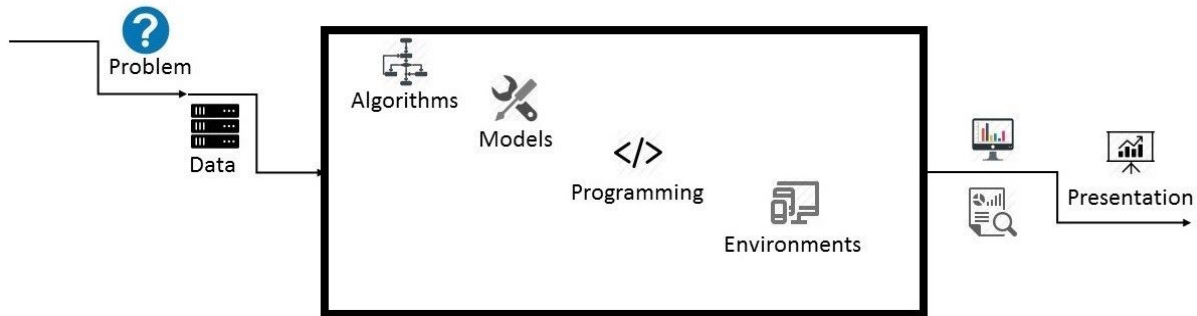 Problem
Data
Algorithms
Models
</>
Programming
Environments
Presentation